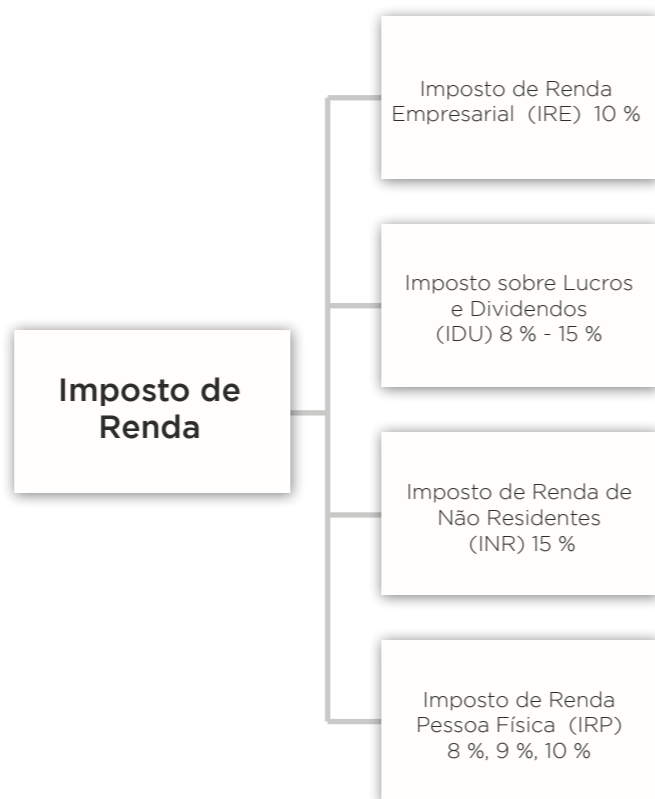 Imposto de Renda
Empresarial (IRE) 10 %
Imposto sobre Lucros
e Dividendos
(IDU) 8 % - 15 %
Imposto de
Renda
Imposto de Renda de
Não Residentes
(INR) 15 %
Imposto de Renda
Pessoa Física (IRP)
8 %, 9 %, 10 %